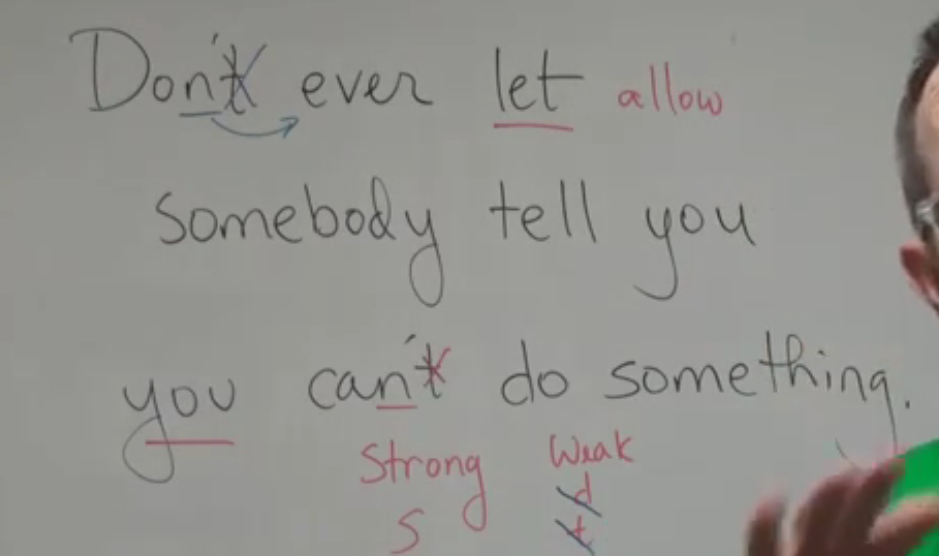 Don't ever let allow
somebody tell you
you can't do something.
Strong Weak
S d
t